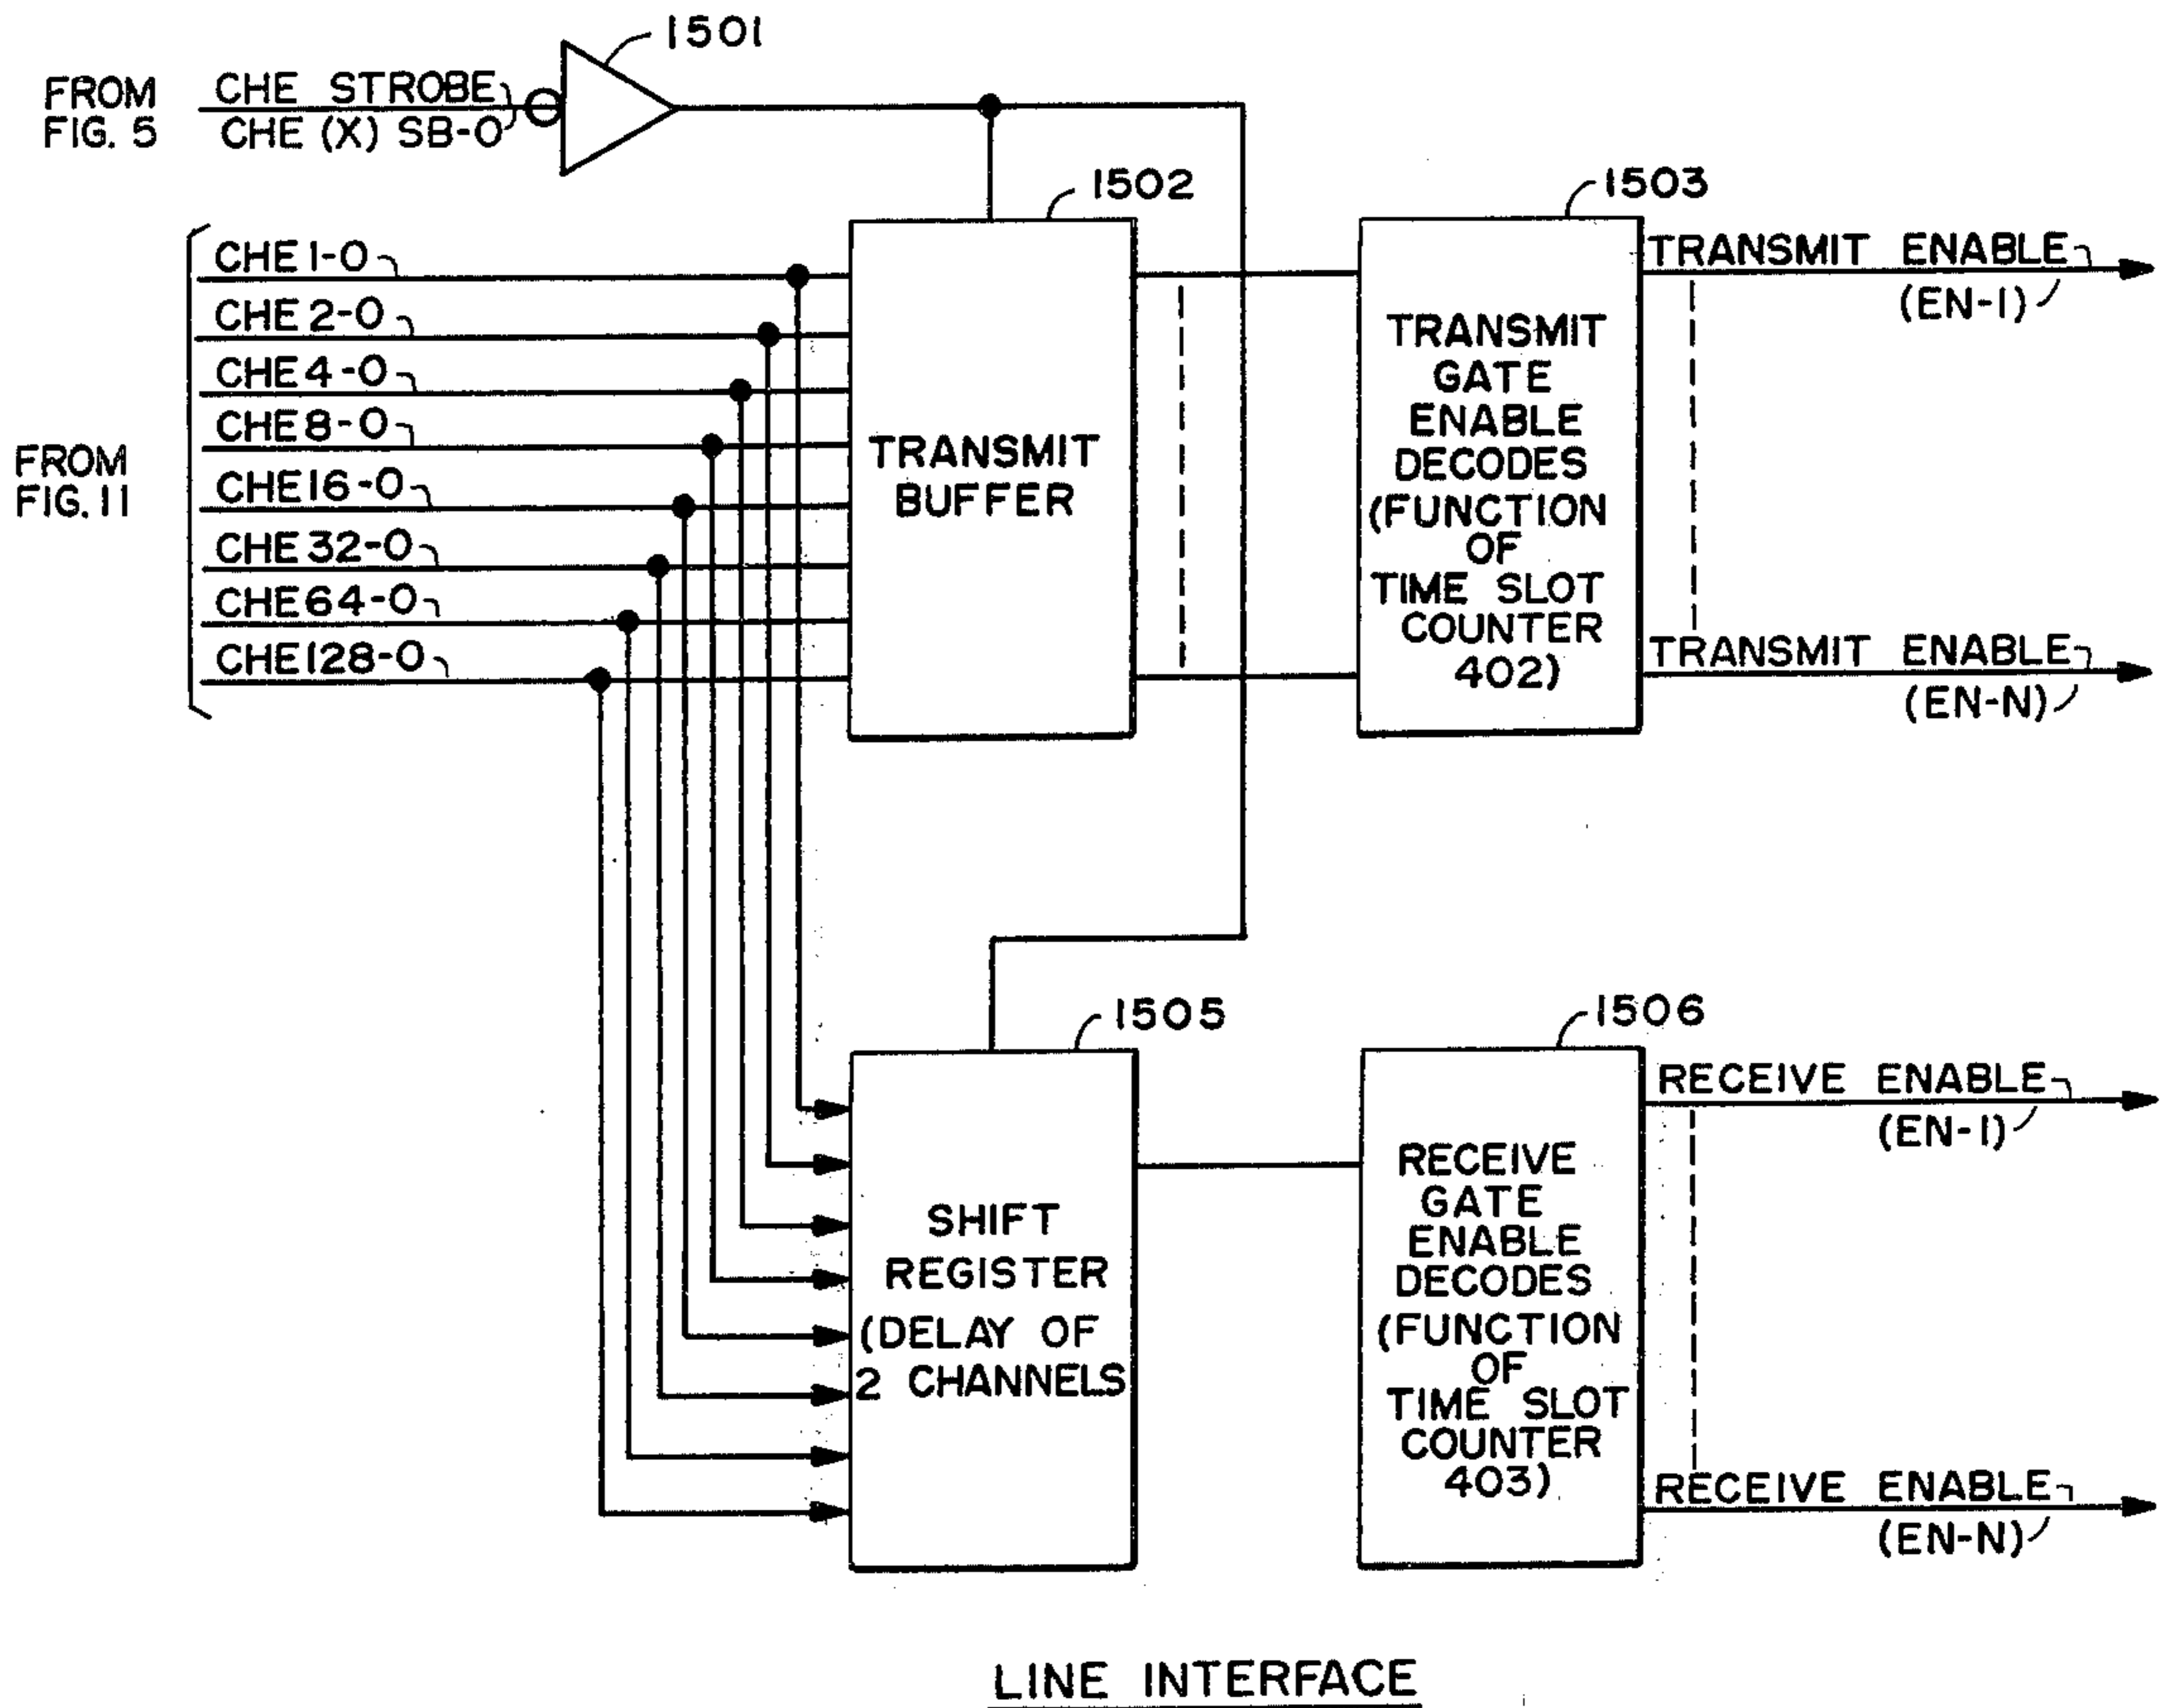 1501
FROM
FIG. 5
CHE STROBE
CHE (X) SB-0
1502
1503
FROM
FIG. 11
CHE 1-0
CHE 2-0
CHE 4-0
CHE 8-0
CHE 16-0
CHE 32-0
CHE 64-0
CHE 128-0
TRANSMIT
BUFFER
TRANSMIT
GATE
ENABLE
DECODES
(FUNCTION
OF
TIME SLOT
COUNTER
402)
TRANSMIT ENABLE
(EN-1)
TRANSMIT ENABLE
(EN-N)
1505
1506
SHIFT
REGISTER
(DELAY OF
2 CHANNELS
RECEIVE
GATE
ENABLE
DECODES
(FUNCTION
OF
TIME SLOT
COUNTER
403)
RECEIVE ENABLE
(EN-1)
RECEIVE ENABLE
(EN-N)
LINE INTERFACE